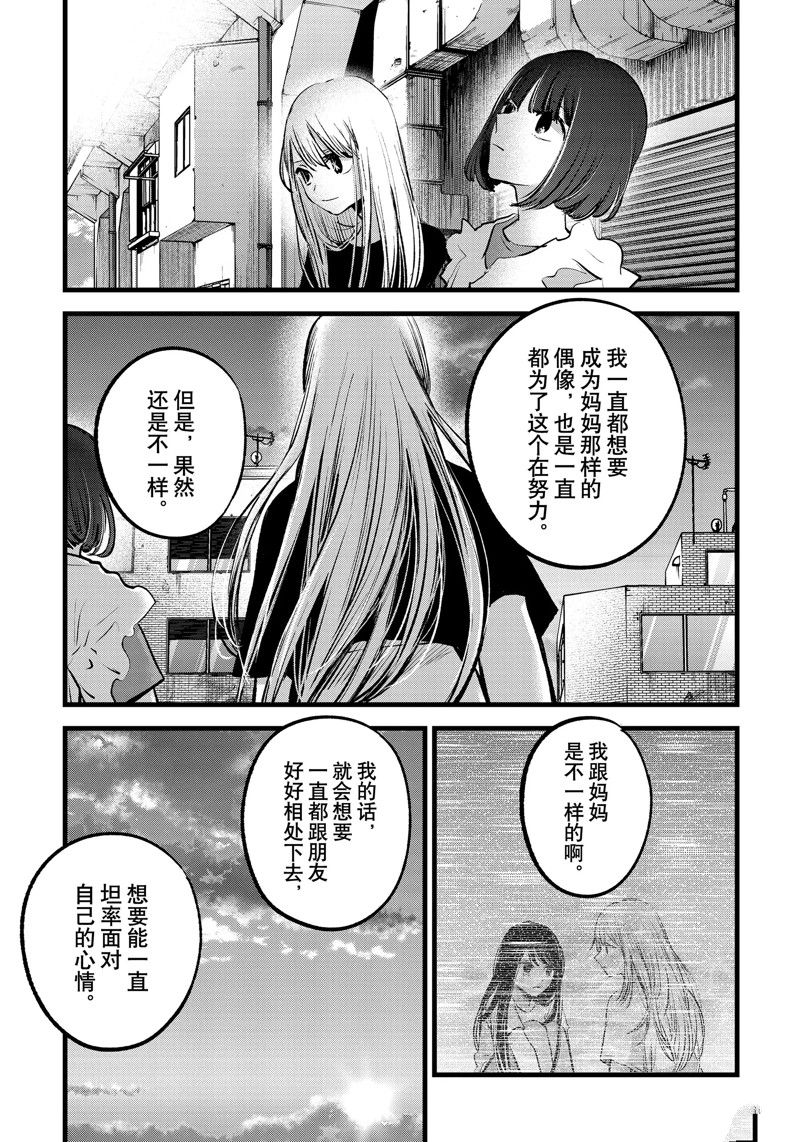 我一直都想要
成为妈妈那样的
偶像，也是一直
都为了这个在努力。
但是，果然
还是不一样。
我跟妈妈
是不一样的啊。
我的话，
就会想要
一直都跟朋友
好好相处下去，
想要能一直
坦率面对
自己的心情。